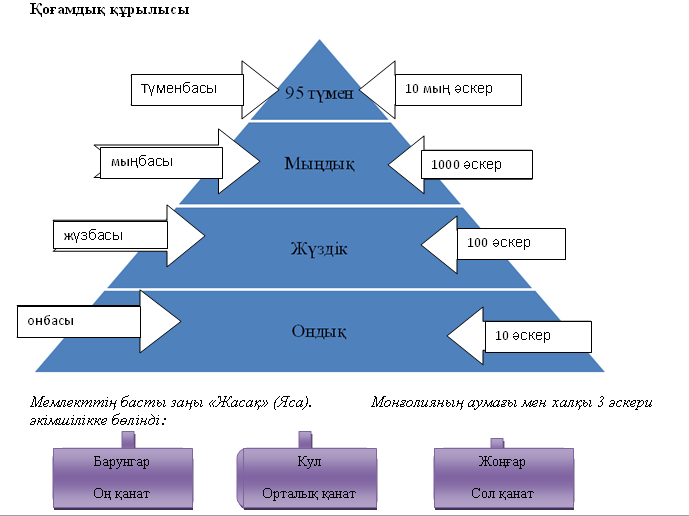 Қоғамдық құрылысы
Түменбасы
95 түмен
10 мың әскер
мыңбасы
Мыңдық
1000 әскер
жүзбасы
Жүздік
100 әскер
онбасы
Ондық
10 әскер
Мемлекттің басты заңы «Жасақ» (Яса). Монғолияның аумағы мен халқы 3 әскери
әкімшілікке бөлінді:
Барунгар
Оң қанат
Кул
Орталық қанат
Жоңғар
Сол қанат